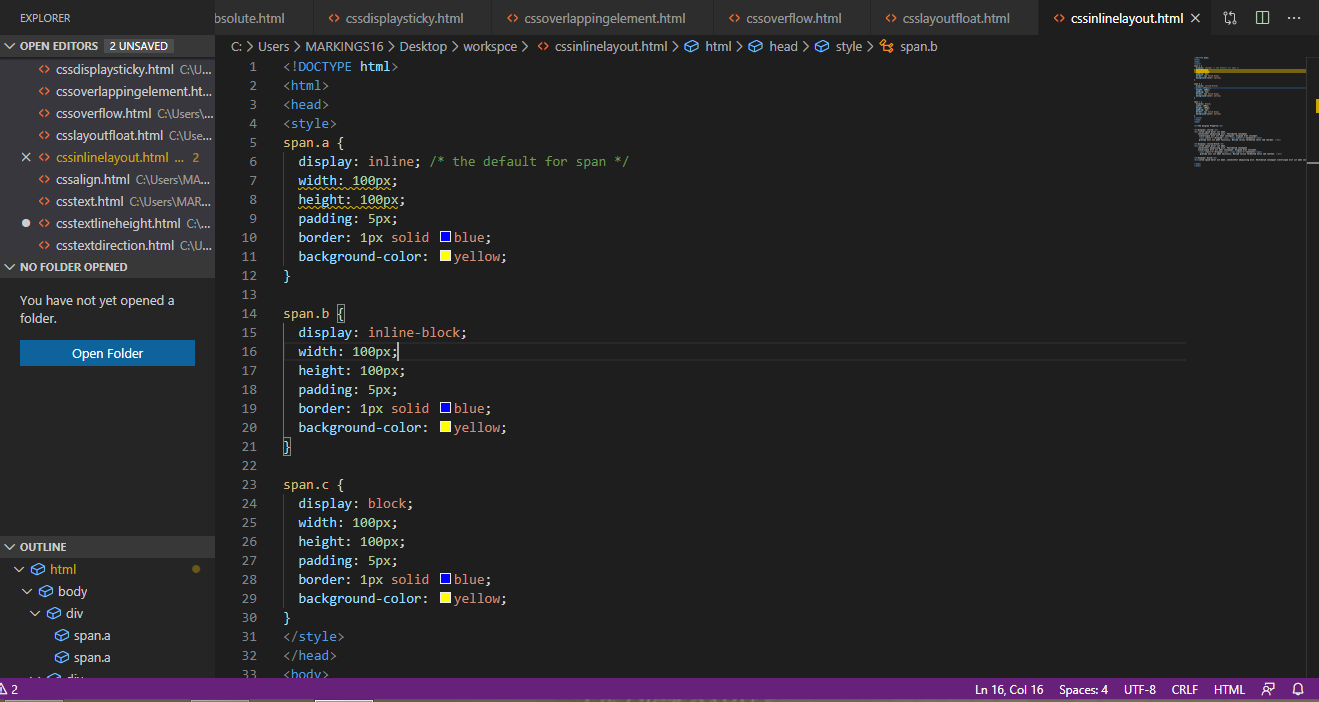 EXPLORER
bsolute.html
cssdisplaysticky.html
cssoverlappingelement.html
cssoverflow.html
csslayoutfloat.html
cssinlinelayout.html
OPEN EDITORS 2 UNSAVED
cssdisplaysticky.html C:\U...
cssoverlappingelement.ht...
cssoverflow.html C:\Users\...
csslayoutfloat.html C:\Use...
cssinlinelayout.html ... 2
cssalign.html C:\Users\MA...
csstext.html C:\Users\MAR...
csstextlineheight.html C:\...
csstextdirection.html C:\U...
NO FOLDER OPENED
You have not yet opened a
folder.
Open Folder
OUTLINE
html
body
div
span.a
span.a
C: > Users > MARKINGS16 > Desktop > workspce > cssinlinelayout.html > html > head > style > span.b
1 <!DOCTYPE html>
2 <html>
3 <head>
4 <style>
5 span.a {
6 display: inline; /* the default for span */
7 width: 100px;
8 height: 100px;
9 padding: 5px;
10 border: 1px solid blue;
11 background-color: yellow;
12 }
13
14 span.b {
15 display: inline-block;
16 width: 100px;
17 height: 100px;
18 padding: 5px;
19 border: 1px solid blue;
20 background-color: yellow;
21 }
22
23 span.c {
24 display: block;
25 width: 100px;
26 height: 100px;
27 padding: 5px;
28 border: 1px solid blue;
29 background-color: yellow;
30 }
31 </style>
32 </head>
33 <body>
2
Ln 16, Col 16 Spaces: 4 UTF-8 CRLF HTML